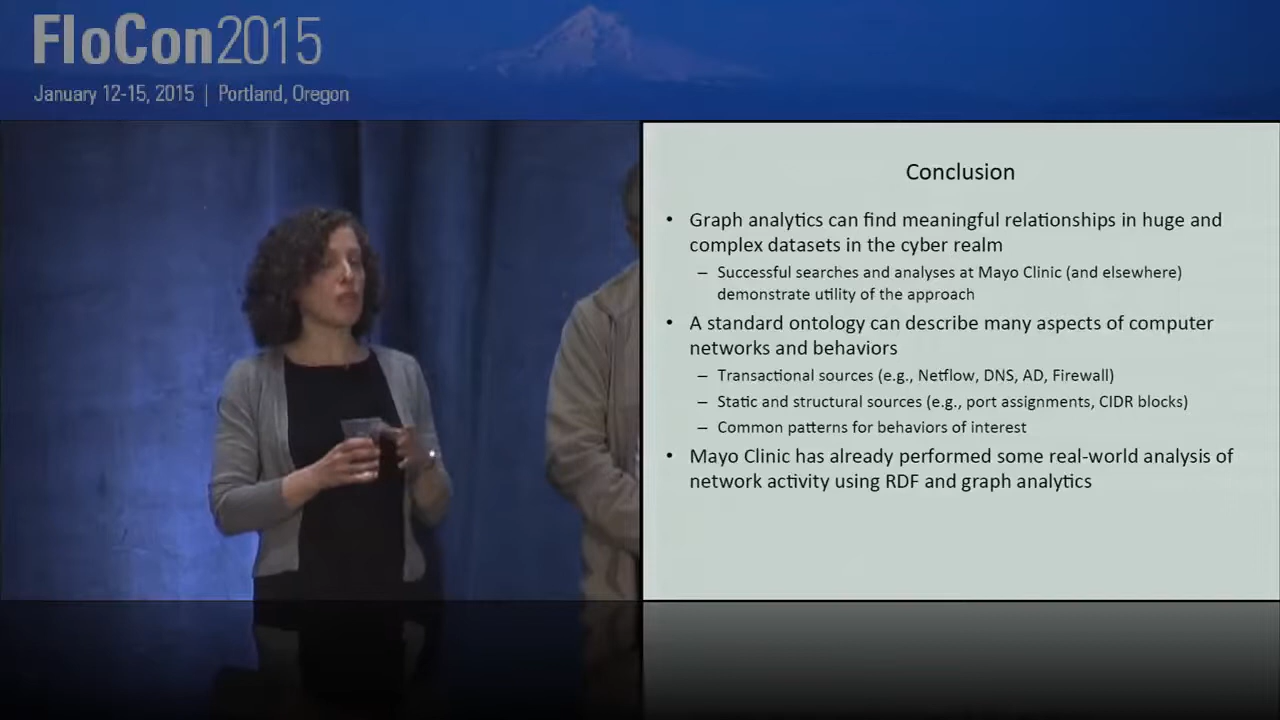 FloCon2015
January 12-15, 2015 | Portland, Oregon
Conclusion
• Graph analytics can find meaningful relationships in huge and
complex datasets in the cyber realm
– Successful searches and analyses at Mayo Clinic (and elsewhere)
demonstrate utility of the approach
• A standard ontology can describe many aspects of computer
networks and behaviors
– Transactional sources (e.g., Netflow, DNS, AD, Firewall)
– Static and structural sources (e.g., port assignments, CIDR blocks)
– Common patterns for behaviors of interest
• Mayo Clinic has already performed some real-world analysis of
network activity using RDF and graph analytics